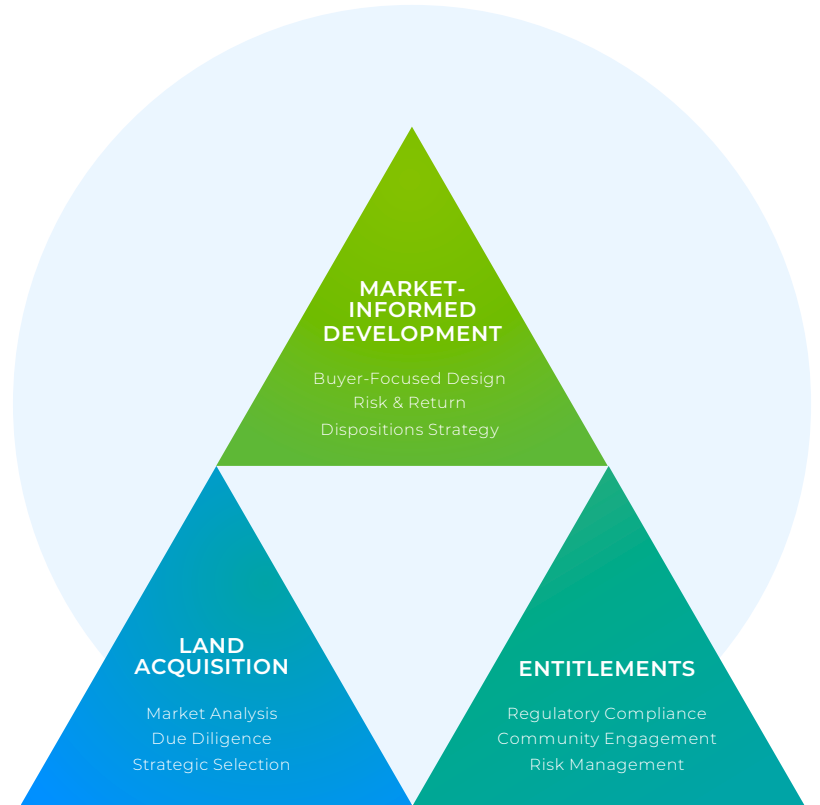 MARKET-
INFORMED
DEVELOPMENT
Buyer-Focused Design
Risk & Return
Dispositions Strategy
LAND
ACQUISITION
Market Analysis
Due Diligence
Strategic Selection
ENTITLEMENTS
Regulatory Compliance
Community Engagement
Risk Management